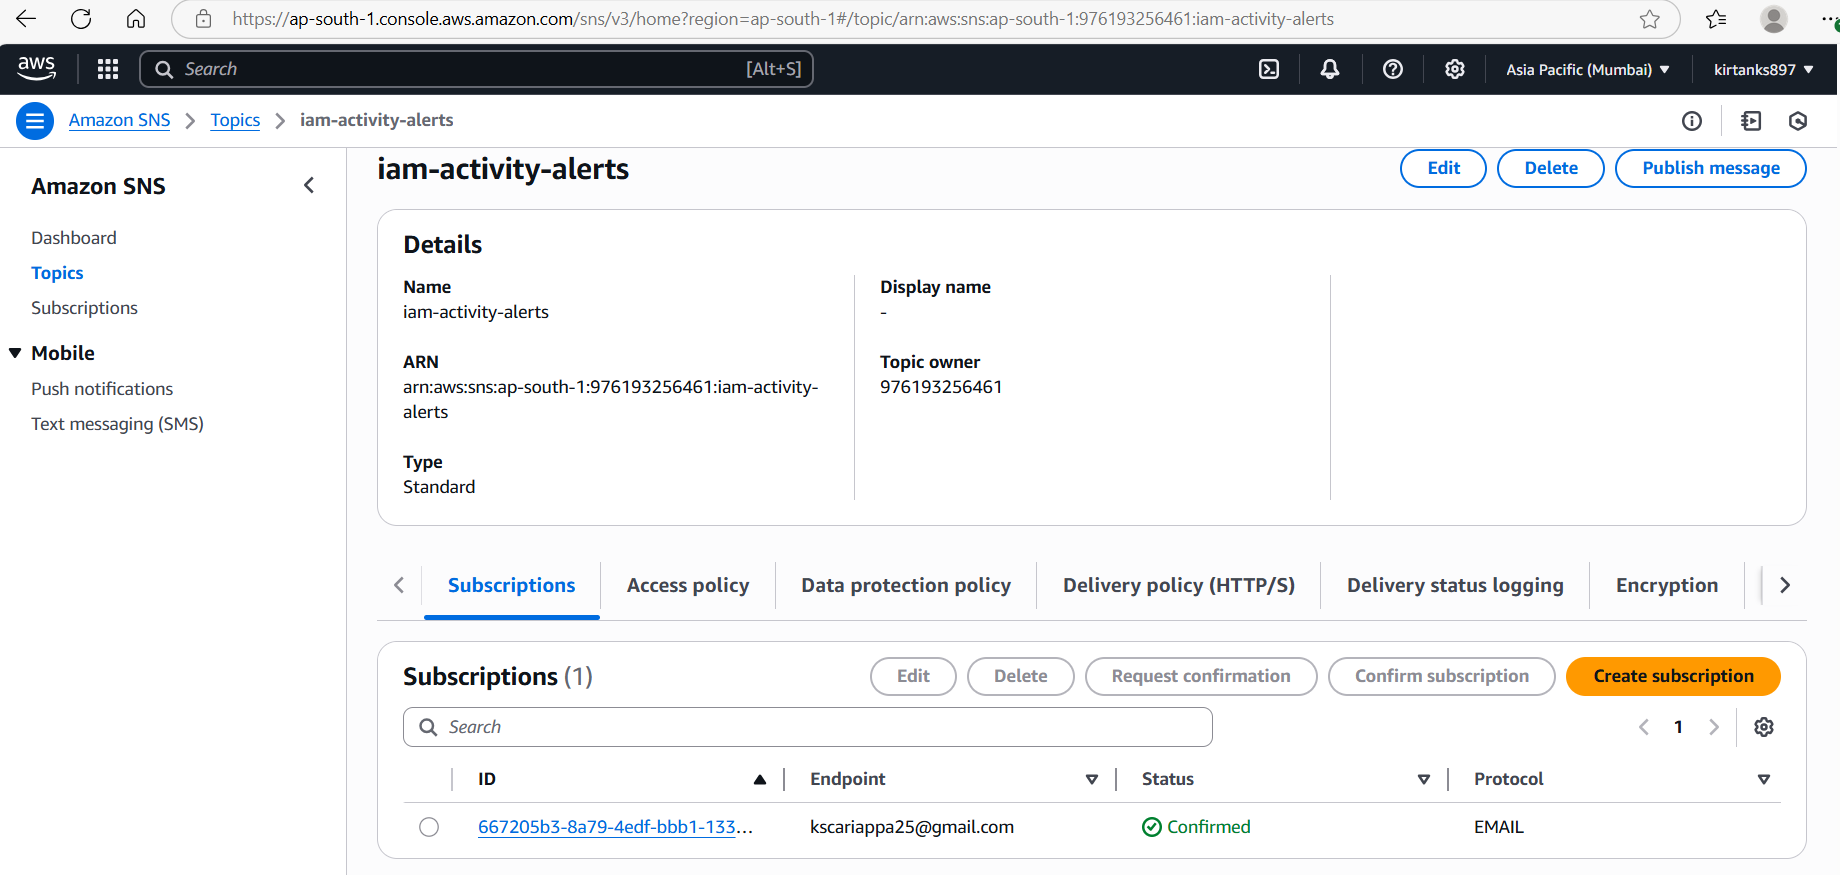 https://ap-south-1.console.aws.amazon.com/sns/v3/home?region=ap-south-1#/topic/arn:aws:sns:ap-south-1:976193256461:iam-activity-alerts
aws Search [Alt+S] Asia Pacific (Mumbai) kirtanks897
Amazon SNS Topics iam-activity-alerts
Amazon SNS
Dashboard
Topics
Subscriptions
Mobile
Push notifications
Text messaging (SMS)
iam-activity-alerts Edit Delete Publish message
Details
Name
iam-activity-alerts
ARN
arn:aws:sns:ap-south-1:976193256461:iam-activity-
alerts
Type
Standard
Display name
-
Topic owner
976193256461
Subscriptions Access policy Data protection policy Delivery policy (HTTP/S) Delivery status logging Encryption
Subscriptions (1) Edit Delete Request confirmation Confirm subscription Create subscription
Search 1
ID Endpoint Status Protocol
667205b3-8a79-4edf-bbb1-133... kscariappa25@gmail.com Confirmed EMAIL